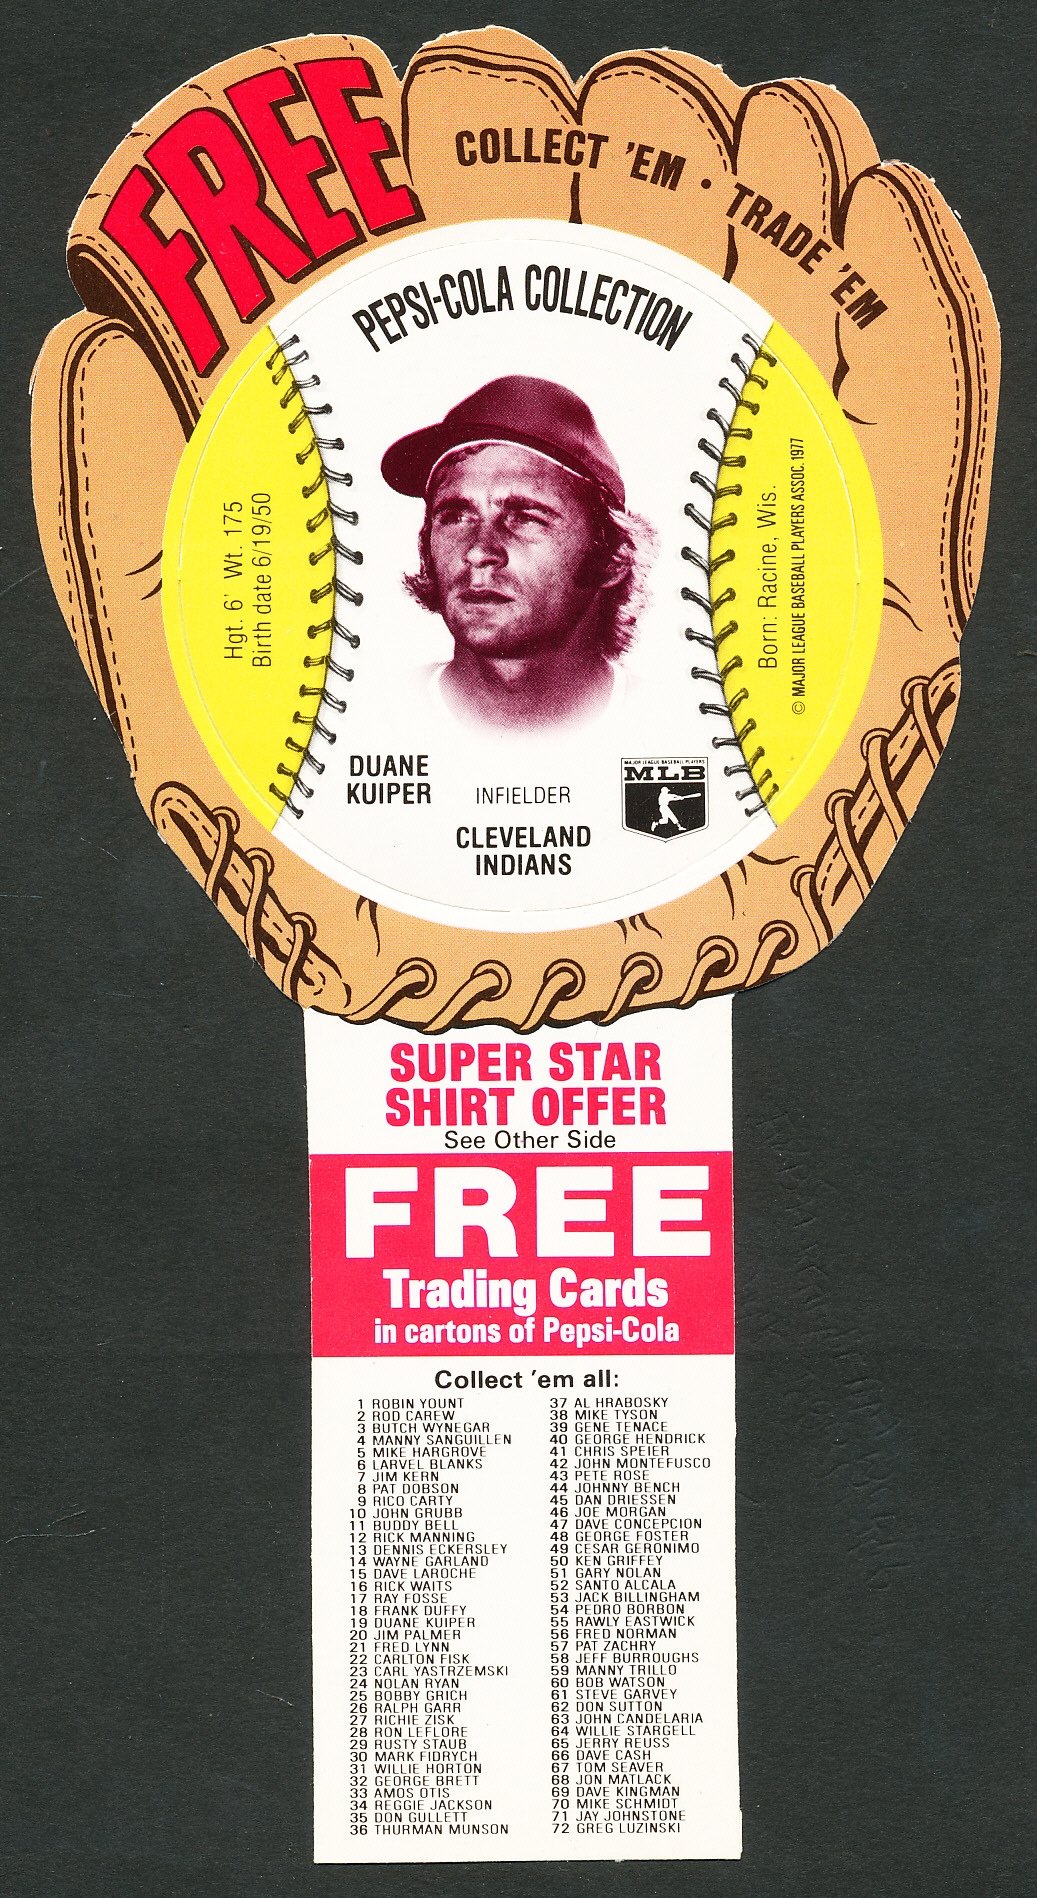 FREE
COLLECT 'EM · TRADE 'EM
PEPSI-COLA COLLECTION
Hgt. 6' Wt. 175
Birth date 6/19/50
Born: Racine, Wis.
© MAJOR LEAGUE BASEBALL PLAYERS ASSOC. 1977
DUANE
KUIPER
INFIELDER
MAJOR LEAGUE BASEBALL PLAYERS
MLB
CLEVELAND
INDIANS
SUPER STAR
SHIRT OFFER
See Other Side
FREE
Trading Cards
in cartons of Pepsi-Cola
Collect 'em all:
1 ROBIN YOUNT
2 ROD CAREW
3 BUTCH WYNEGAR
4 MANNY SANGUILLEN
5 MIKE HARGROVE
6 LARVEL BLANKS
7 JIM KERN
8 PAT DOBSON
9 RICO CARTY
10 JOHN GRUBB
11 BUDDY BELL
12 RICK MANNING
13 DENNIS ECKERSLEY
14 WAYNE GARLAND
15 DAVE LAROCHE
16 RICK WAITS
17 RAY FOSSE
18 FRANK DUFFY
19 DUANE KUIPER
20 JIM PALMER
21 FRED LYNN
22 CARLTON FISK
23 CARL YASTRZEMSKI
24 NOLAN RYAN
25 BOBBY GRICH
26 RALPH GARR
27 RICHIE ZISK
28 RON LEFLORE
29 RUSTY STAUB
30 MARK FIDRYCH
31 WILLIE HORTON
32 GEORGE BRETT
33 AMOS OTIS
34 REGGIE JACKSON
35 DON GULLETT
36 THURMAN MUNSON
37 AL HRABOSKY
38 MIKE TYSON
39 GENE TENACE
40 GEORGE HENDRICK
41 CHRIS SPEIER
42 JOHN MONTEFUSCO
43 PETE ROSE
44 JOHNNY BENCH
45 DAN DRIESSEN
46 JOE MORGAN
47 DAVE CONCEPCION
48 GEORGE FOSTER
49 CESAR GERONIMO
50 KEN GRIFFEY
51 GARY NOLAN
52 SANTO ALCALA
53 JACK BILLINGHAM
54 PEDRO BORBON
55 RAWLY EASTWICK
56 FRED NORMAN
57 PAT ZACHRY
58 JEFF BURROUGHS
59 MANNY TRILLO
60 BOB WATSON
61 STEVE GARVEY
62 DON SUTTON
63 JOHN CANDELARIA
64 WILLIE STARGELL
65 JERRY REUSS
66 DAVE CASH
67 TOM SEAVER
68 JON MATLACK
69 DAVE KINGMAN
70 MIKE SCHMIDT
71 JAY JOHNSTONE
72 GREG LUZINSKI